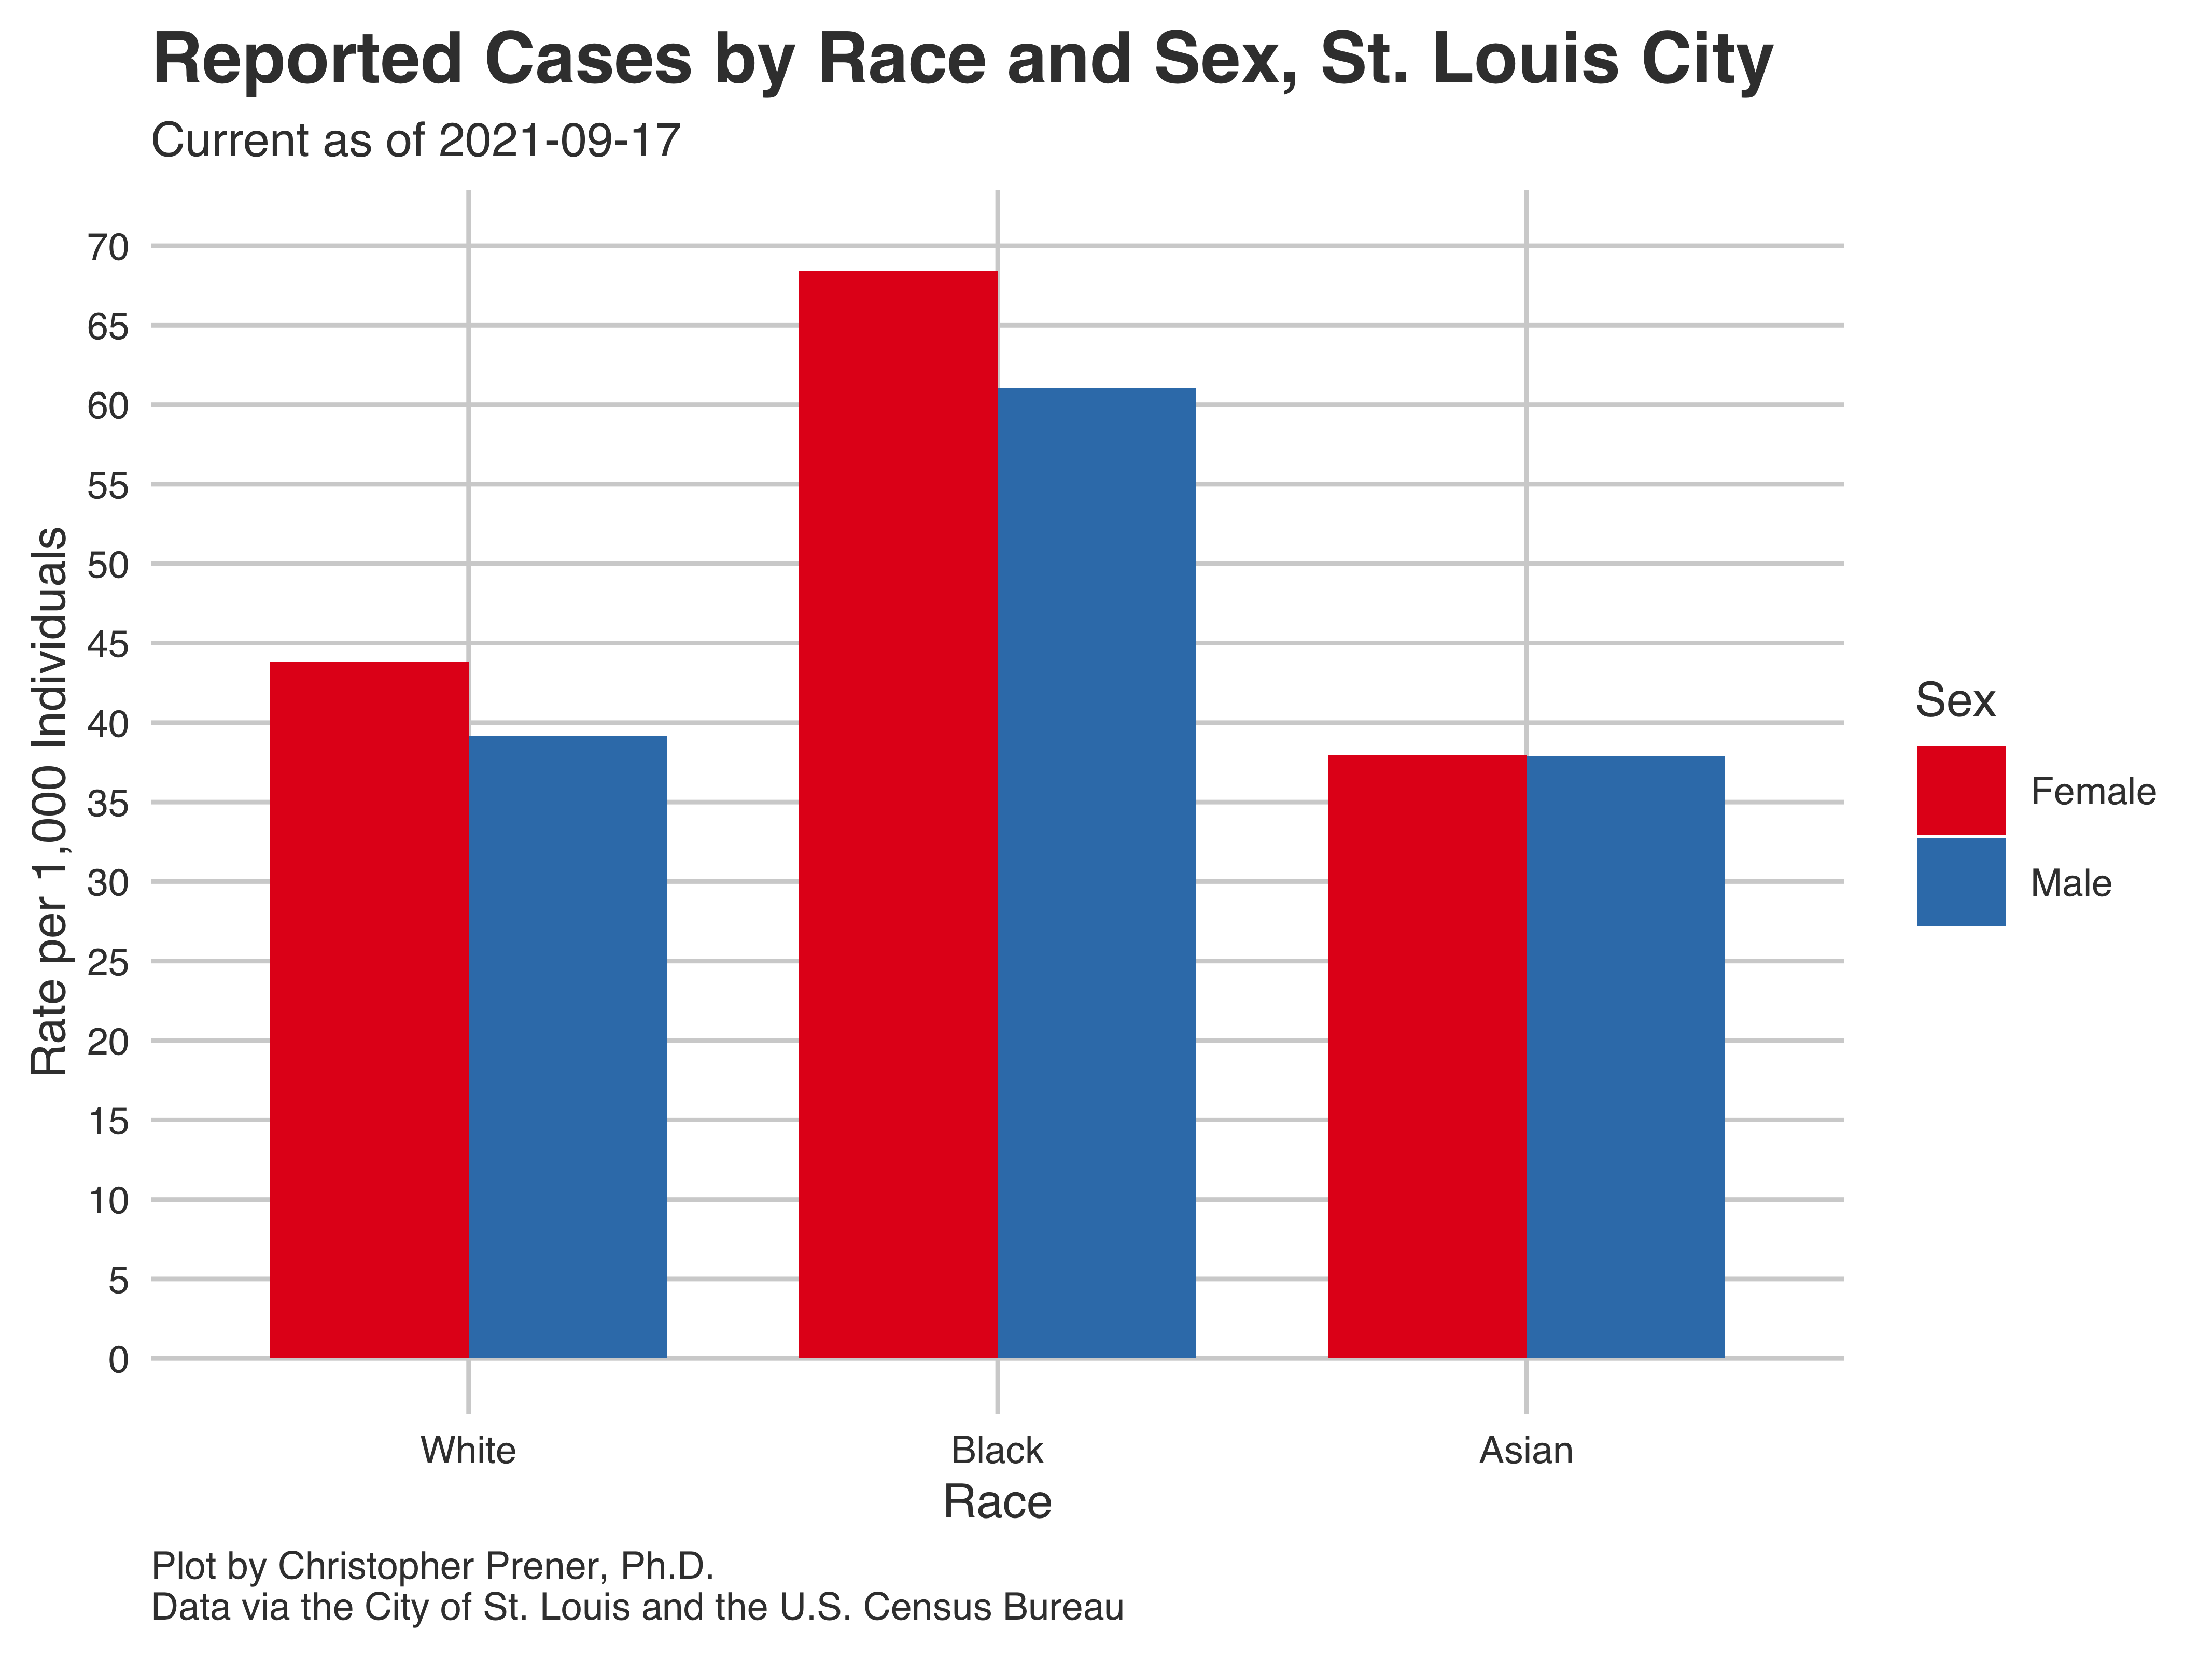 Reported Cases by Race and Sex, St. Louis City
Current as of 2021-09-17
Rate per 1,000 Individuals
70
65
60
55
50
45
40
35
30
25
20
15
10
5
0
White
Black
Asian
Race
Sex
Female
Male
Plot by Christopher Prener, Ph.D.
Data via the City of St. Louis and the U.S. Census Bureau